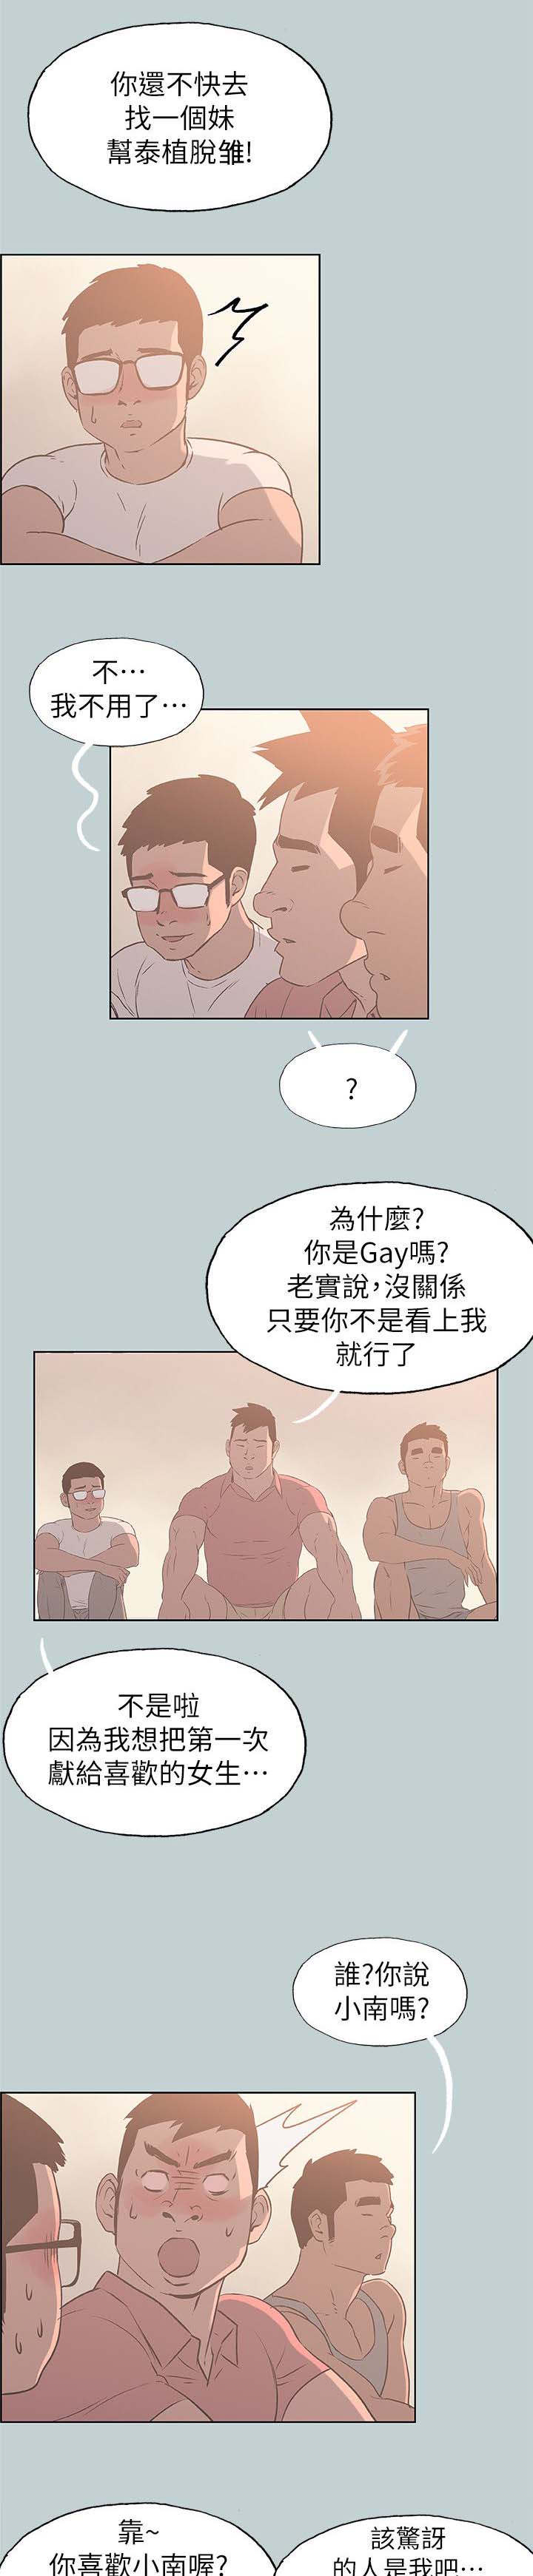 你還不快去
找一個妹
幫泰植脫雏!
不…
我不用了…
?
為什麼?
你是Gay嗎?
老實說,沒關係
只要你不是看上我
就行了
不是啦
因為我想把第一次
獻給喜歡的女生…
誰?你說
小南嗎?
靠~
你喜歡小南喔?
該驚訝
的人是我吧…